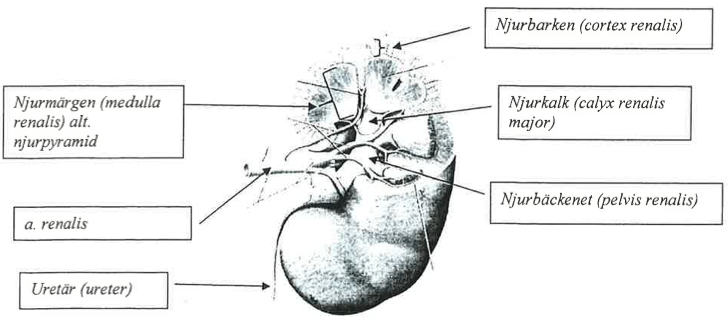 Njurbarken (cortex renalis)
Njurmärgen (medulla
renalis) alt.
njurpyramid
Njurkalk (calyx renalis
major)
Njurbäckenet (pelvis renalis)
a. renalis
Uretär (ureter)